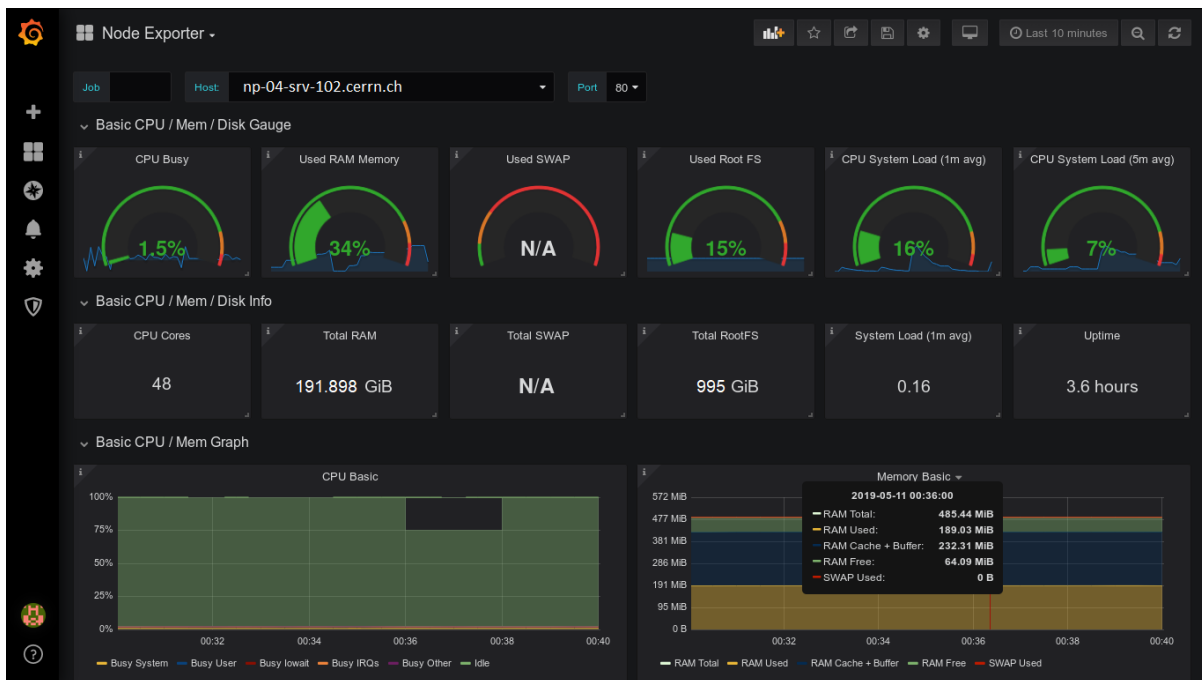 Node Exporter
Last 10 minutes
Job Host: np-04-srv-102.cerrn.ch Port 80
Basic CPU / Mem / Disk Gauge
CPU Busy Used RAM Memory Used SWAP Used Root FS CPU System Load (1m avg) CPU System Load (5m avg)
1.5% 34% N/A 15% 16% 7%
Basic CPU / Mem / Disk Info
CPU Cores Total RAM Total SWAP Total RootFS System Load (1m avg) Uptime
48 191.898 GiB N/A 995 GiB 0.16 3.6 hours
Basic CPU / Mem Graph
CPU Basic
100%
75%
50%
25%
0%
00:32 00:34 00:36 00:38 00:40
Busy System Busy User Busy Iowait Busy IRQs Busy Other Idle
Memory Basic
572 MiB
477 MiB
381 MiB
286 MiB
191 MiB
95 MiB
0 B
2019-05-11 00:36:00
RAM Total: 485.44 MiB
RAM Used: 189.03 MiB
RAM Cache + Buffer: 232.31 MiB
RAM Free: 64.09 MiB
SWAP Used: 0 B
00:32 00:34 00:36 00:38 00:40
RAM Total RAM Used RAM Cache + Buffer RAM Free SWAP Used